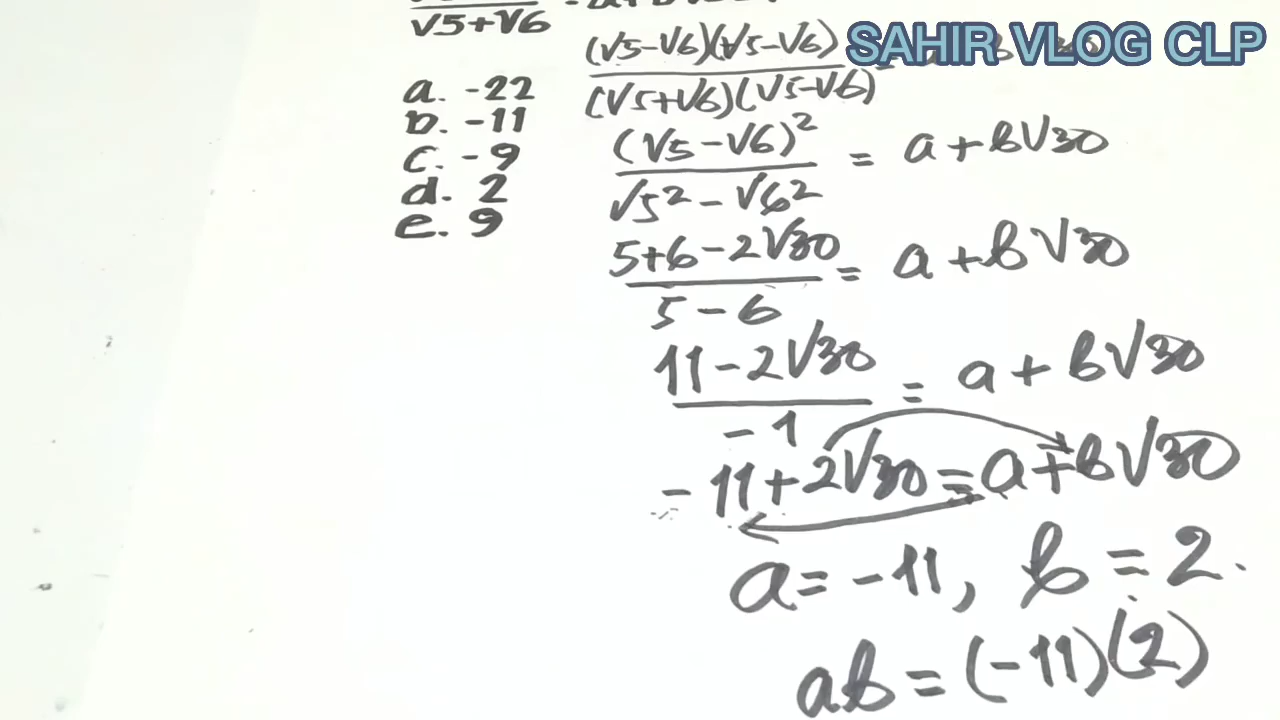 √5+√6
SAHIR VLOG CLP
(√5-√6)(√5-√6)
(√5+√6)(√5-√6)
a. -22
b. -11
c. -9
d. 2
e. 9
(√5-√6)² = a+b√30
√5² - √6²
5+6-2√30 = a+b√30
5-6
11-2√30 = a+b√30
-1
-11+2√30 = a+b√30
a=-11, b=2.
ab=(-11)(2)